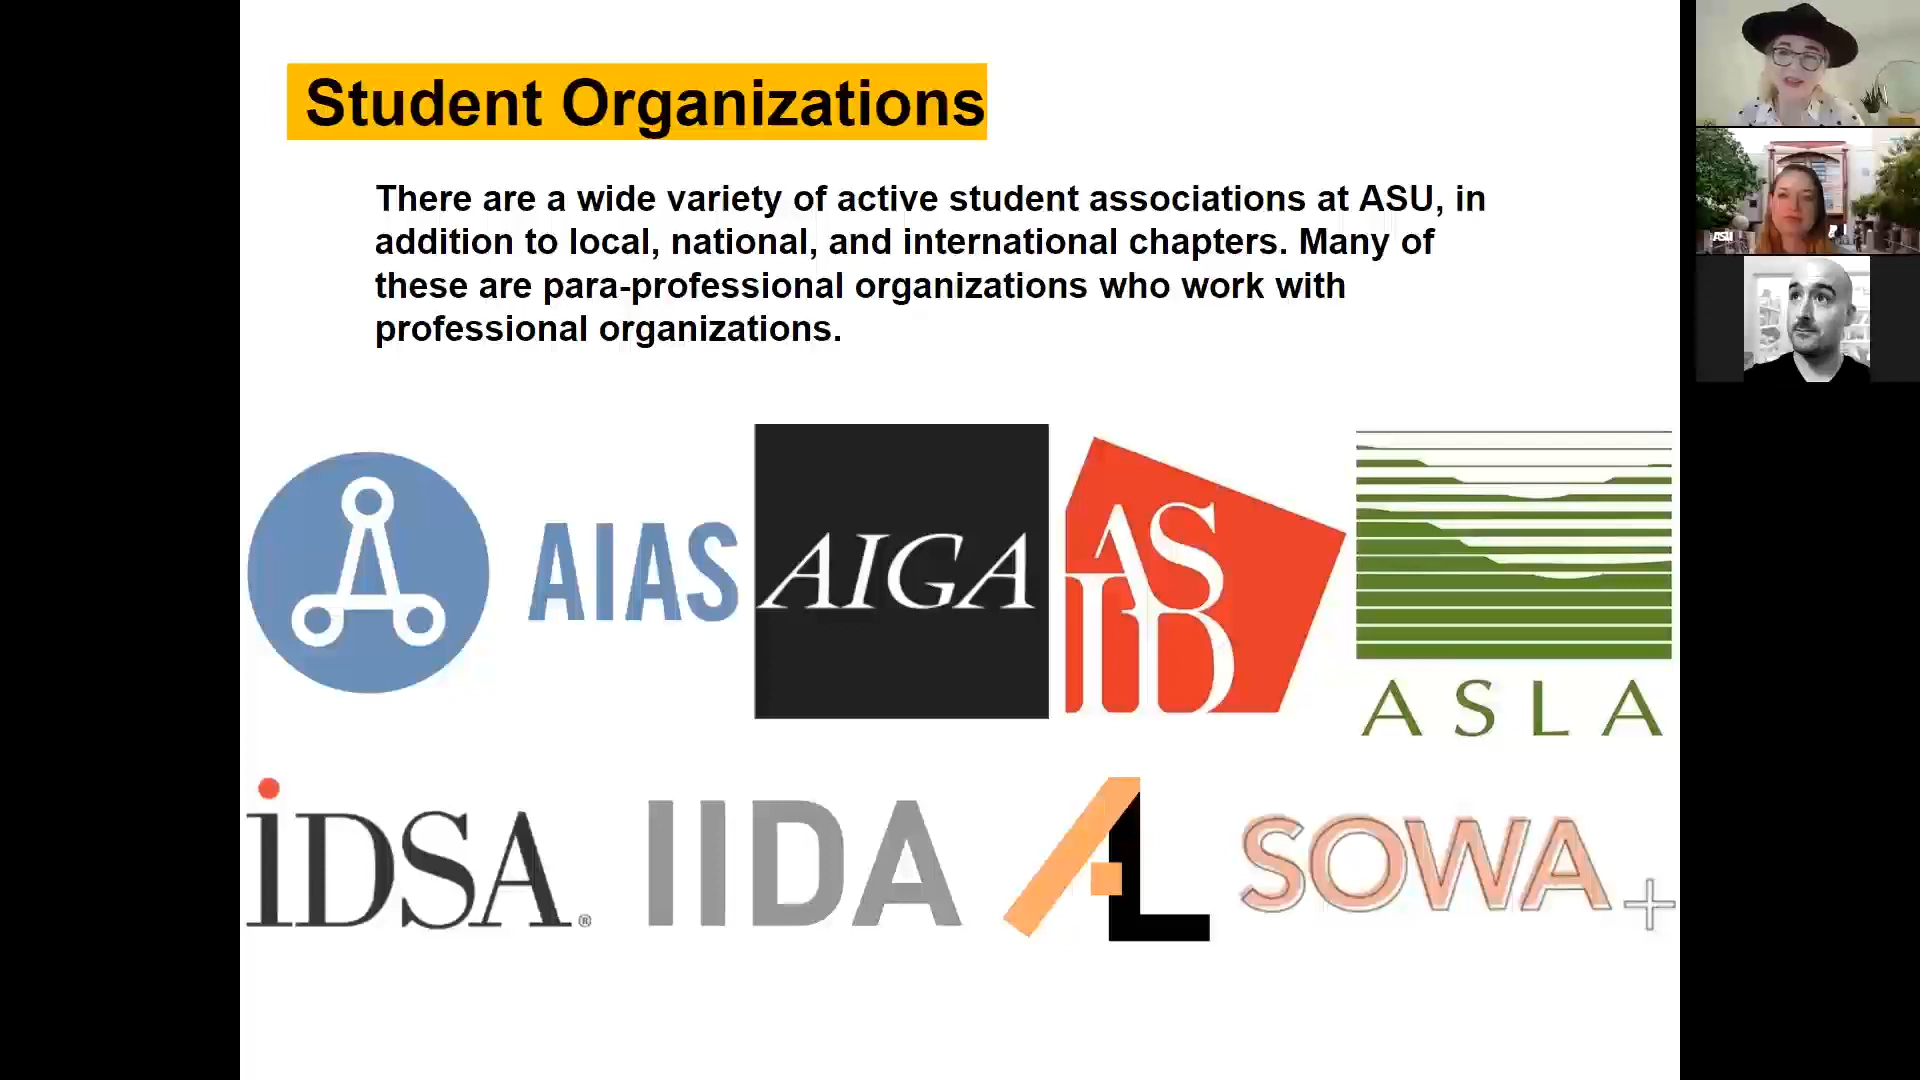 Student Organizations
There are a wide variety of active student associations at ASU, in
addition to local, national, and international chapters. Many of
these are para-professional organizations who work with
professional organizations.
AIAS
AIGA
AS
ID
ASLA
iDSA®
IIDA
AL
SOWA+
ASU